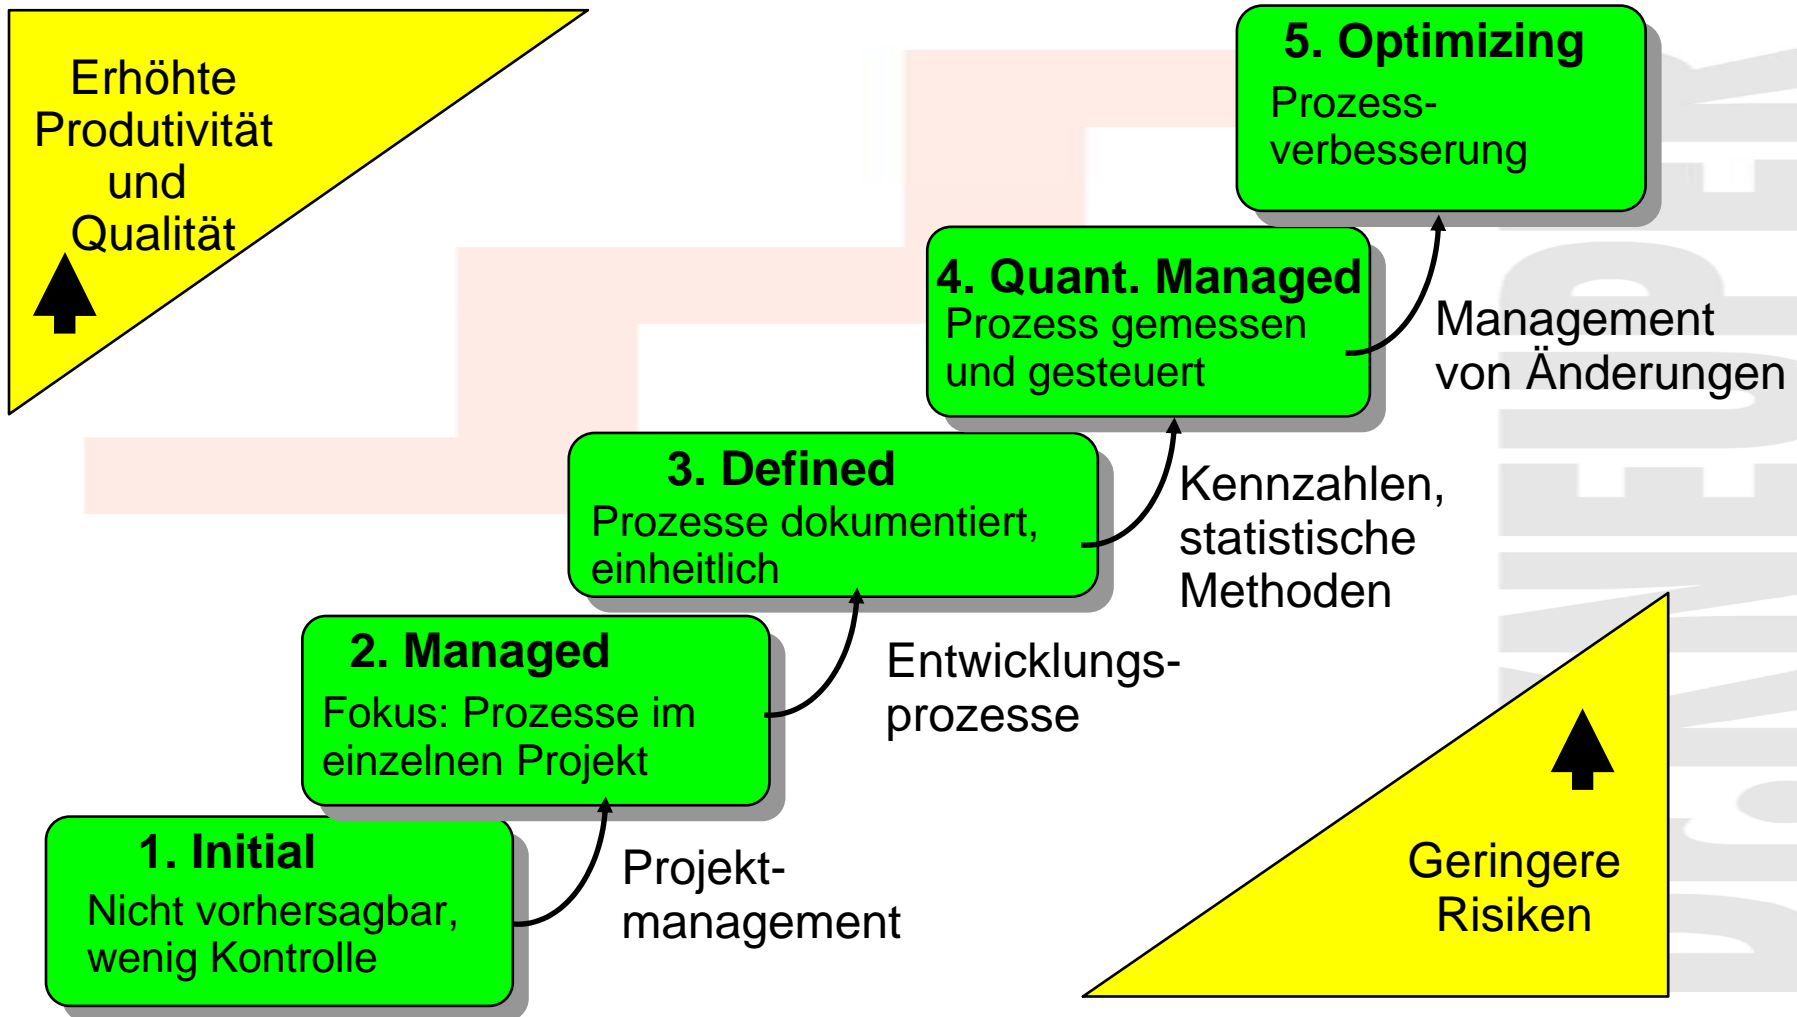 Erhöhte
Produtivität
und
Qualität
5. Optimizing
Prozess-
verbesserung
4. Quant. Managed
Prozess gemessen
und gesteuert
Management
von Änderungen
3. Defined
Prozesse dokumentiert,
einheitlich
Kennzahlen,
statistische
Methoden
2. Managed
Fokus: Prozesse im
einzelnen Projekt
Entwicklungs-
prozesse
1. Initial
Nicht vorhersagbar,
wenig Kontrolle
Projekt-
management
Geringere
Risiken